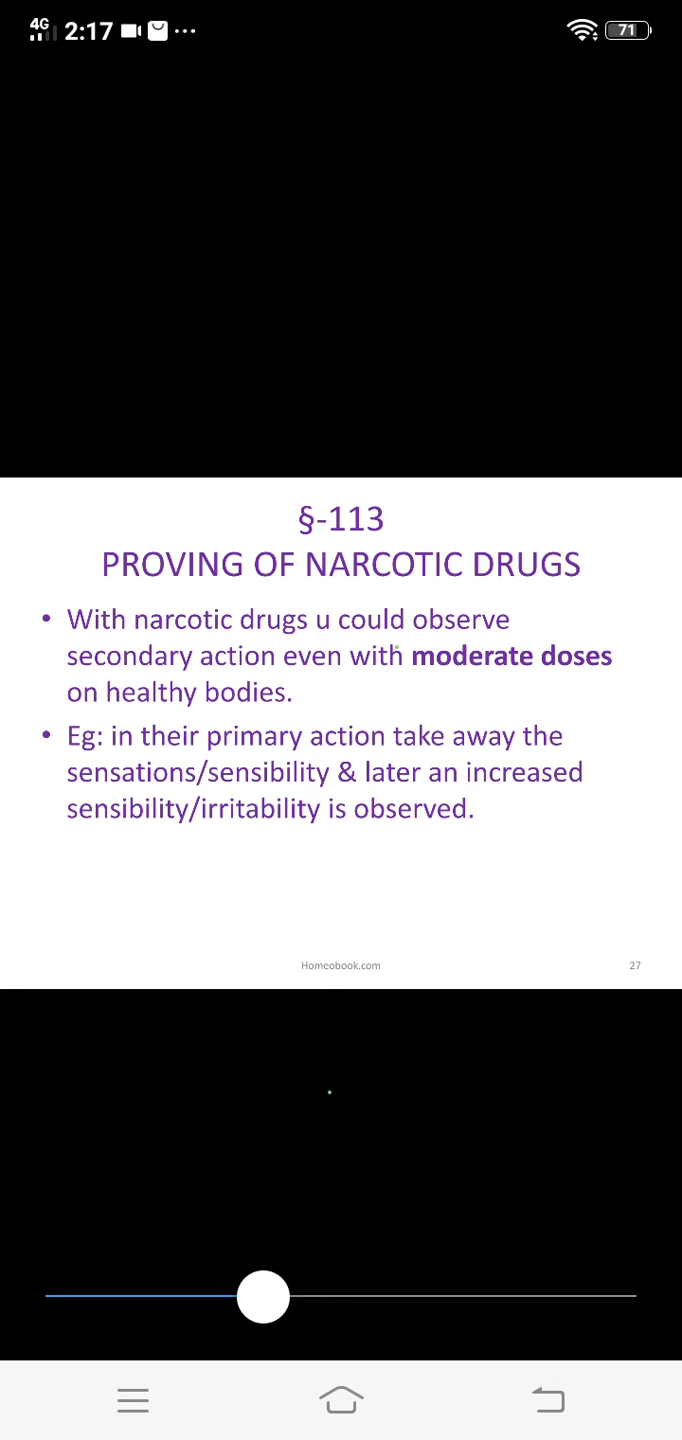 4G 2:17 71
§-113
PROVING OF NARCOTIC DRUGS
• With narcotic drugs u could observe
secondary action even with moderate doses
on healthy bodies.
• Eg: in their primary action take away the
sensations/sensibility & later an increased
sensibility/irritability is observed.
Homeobook.com 27